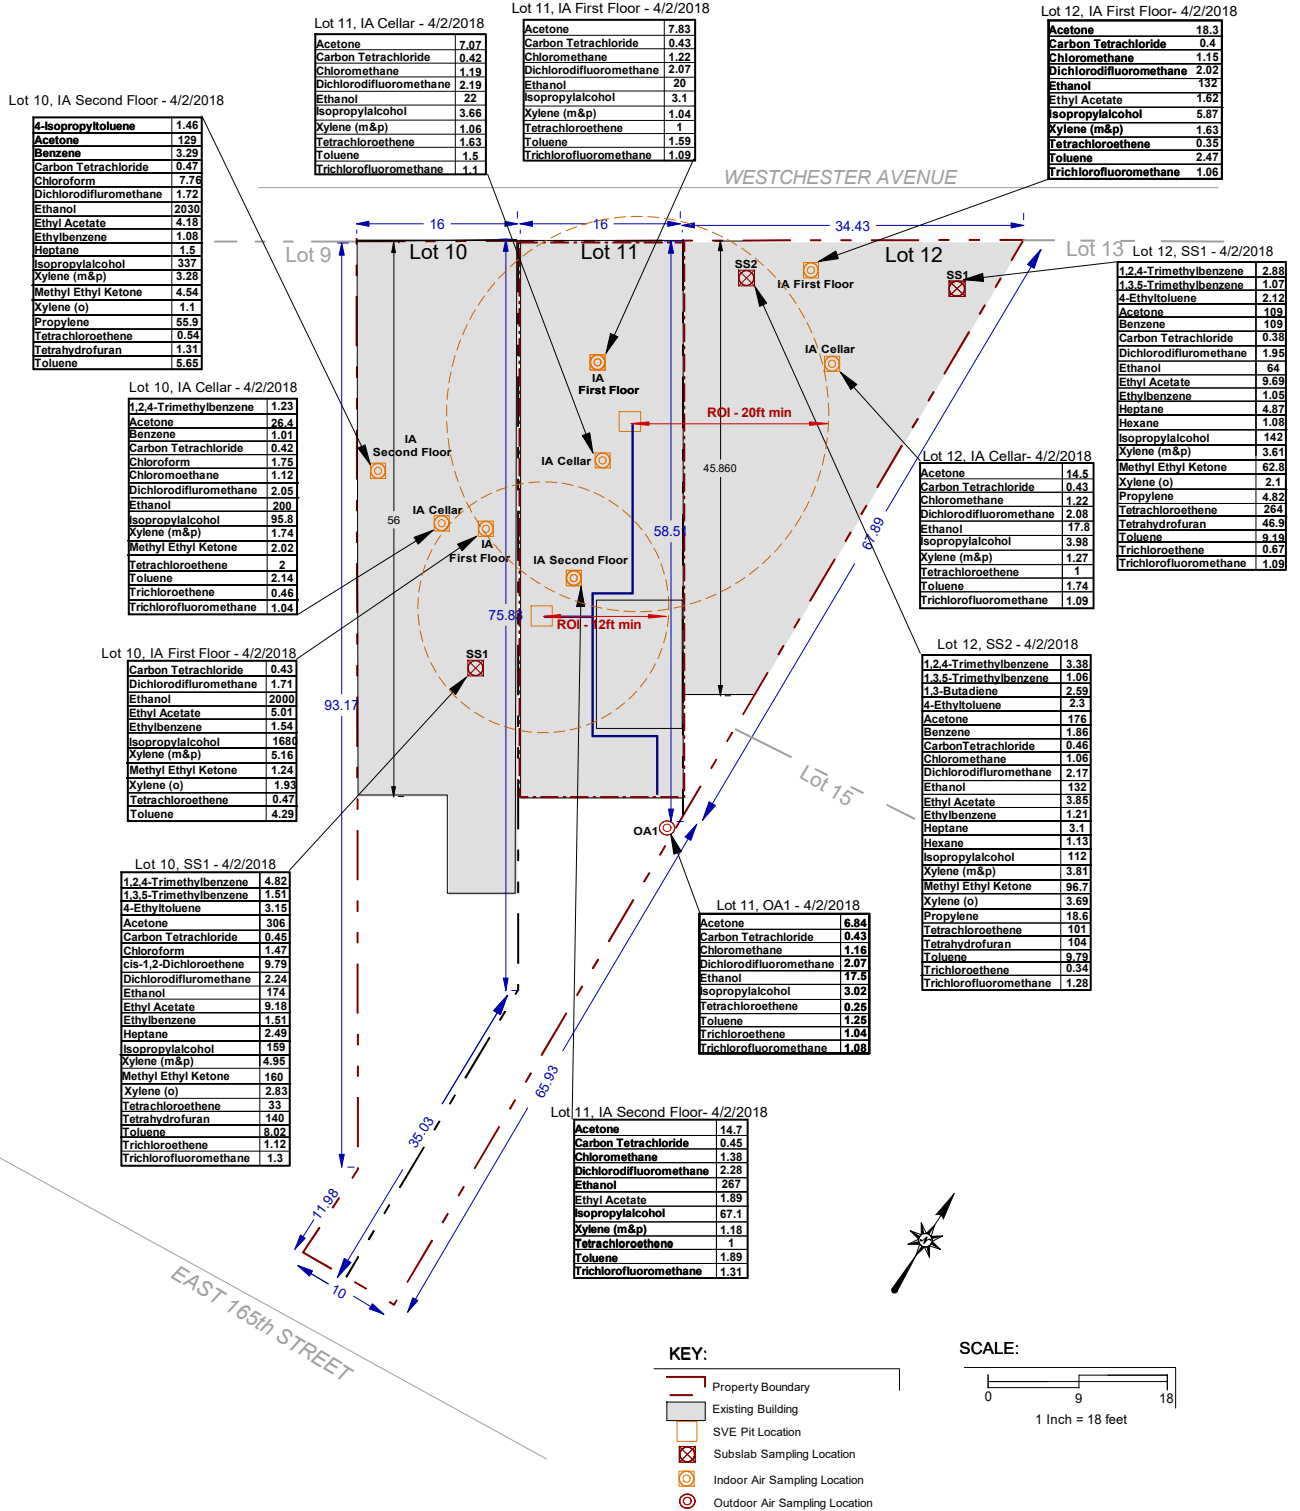 Lot 11, IA Cellar - 4/2/2018
Acetone 7.07
Carbon Tetrachloride 0.42
Chloromethane 1.19
Dichlorodifluoromethane 2.19
Ethanol 22
Isopropylalcohol 3.66
Xylene (m&p) 1.06
Tetrachloroethene 1.63
Toluene 1.5
Trichlorofluoromethane 1.1
Lot 11, IA First Floor - 4/2/2018
Acetone 7.83
Carbon Tetrachloride 0.43
Chloromethane 1.22
Dichlorodifluoromethane 2.07
Ethanol 20
Isopropylalcohol 3.1
Xylene (m&p) 1.04
Tetrachloroethene 1
Toluene 1.59
Trichlorofluoromethane 1.09
Lot 12, IA First Floor- 4/2/2018
Acetone 18.3
Carbon Tetrachloride 0.4
Chloromethane 1.15
Dichlorodifluoromethane 2.02
Ethanol 132
Ethyl Acetate 1.62
Isopropylalcohol 5.87
Xylene (m&p) 1.63
Tetrachloroethene 0.35
Toluene 2.47
Trichlorofluoromethane 1.06
Lot 10, IA Second Floor - 4/2/2018
4-Isopropyltoluene 1.46
Acetone 129
Benzene 3.29
Carbon Tetrachloride 0.47
Chloroform 7.76
Dichlorodifluromethane 1.72
Ethanol 2030
Ethyl Acetate 4.18
Ethylbenzene 1.08
Heptane 1.5
Isopropylalcohol 337
Xylene (m&p) 3.28
Methyl Ethyl Ketone 4.54
Xylene (o) 1.1
Propylene 55.9
Tetrachloroethene 0.54
Tetrahydrofuran 1.31
Toluene 5.65
WESTCHESTER AVENUE
16
16
34.43
Lot 9
Lot 10
Lot 11
Lot 12
Lot 13
SS2
IA First Floor
SS1
IA Cellar
IA
First Floor
ROI - 20ft min
IA Cellar
45.860
IA
Second Floor
IA Cellar
56
IA
First Floor
58.51
67.89
IA Second Floor
75.83
ROI - 12ft min
SS1
93.17
Lot 15
OA1
65.93
35.03
11.98
10
EAST 165th STREET
Lot 12, SS1 - 4/2/2018
1,2,4-Trimethylbenzene 2.88
1,3,5-Trimethylbenzene 1.07
4-Ethyltoluene 2.12
Acetone 109
Benzene 109
Carbon Tetrachloride 0.38
Dichlorodifluromethane 1.95
Ethanol 64
Ethyl Acetate 9.69
Ethylbenzene 1.05
Heptane 4.87
Hexane 1.08
Isopropylalcohol 142
Xylene (m&p) 3.61
Methyl Ethyl Ketone 62.8
Xylene (o) 2.1
Propylene 4.82
Tetrachloroethene 264
Tetrahydrofuran 46.9
Toluene 9.19
Trichloroethene 0.67
Trichlorofluromethane 1.09
Lot 10, IA Cellar - 4/2/2018
1,2,4-Trimethylbenzene 1.23
Acetone 26.4
Benzene 1.01
Carbon Tetrachloride 0.42
Chloroform 1.75
Chloromoethane 1.12
Dichlorodifluromethane 2.05
Ethanol 200
Isopropylalcohol 95.8
Xylene (m&p) 1.74
Methyl Ethyl Ketone 2.02
Tetrachloroethene 2
Toluene 2.14
Trichloroethene 0.46
Trichlorofluromethane 1.04
Lot 12, IA Cellar- 4/2/2018
Acetone 14.5
Carbon Tetrachloride 0.43
Chloromethane 1.22
Dichlorodifluoromethane 2.08
Ethanol 17.8
Isopropylalcohol 3.98
Xylene (m&p) 1.27
Tetrachloroethene 1
Toluene 1.74
Trichlorofluoromethane 1.09
Lot 10, IA First Floor - 4/2/2018
Carbon Tetrachloride 0.43
Dichlorodifluromethane 1.71
Ethanol 2000
Ethyl Acetate 5.01
Ethylbenzene 1.54
Isopropylalcohol 1680
Xylene (m&p) 5.16
Methyl Ethyl Ketone 1.24
Xylene (o) 1.93
Tetrachloroethene 0.47
Toluene 4.29
Lot 12, SS2 - 4/2/2018
1,2,4-Trimethylbenzene 3.38
1,3,5-Trimethylbenzene 1.06
1,3-Butadiene 2.59
4-Ethyltoluene 2.3
Acetone 176
Benzene 1.86
CarbonTetrachloride 0.46
Chloromethane 1.06
Dichlorodifluromethane 2.17
Ethanol 132
Ethyl Acetate 3.85
Ethylbenzene 1.21
Heptane 3.1
Hexane 1.13
Isopropylalcohol 112
Xylene (m&p) 3.81
Methyl Ethyl Ketone 96.7
Xylene (o) 3.69
Propylene 18.6
Tetrachloroethene 101
Tetrahydrofuran 104
Toluene 9.79
Trichloroethene 0.34
Trichlorofluromethane 1.28
Lot 10, SS1 - 4/2/2018
1,2,4-Trimethylbenzene 4.82
1,3,5-Trimethylbenzene 1.51
4-Ethyltoluene 3.15
Acetone 306
Carbon Tetrachloride 0.45
Chloroform 1.47
cis-1,2-Dichloroethene 9.79
Dichlorodifluromethane 2.24
Ethanol 174
Ethyl Acetate 9.18
Ethylbenzene 1.51
Heptane 2.49
Isopropylalcohol 159
Xylene (m&p) 4.95
Methyl Ethyl Ketone 160
Xylene (o) 2.83
Tetrachloroethene 33
Tetrahydrofuran 140
Toluene 8.02
Trichloroethene 1.12
Trichlorofluromethane 1.3
Lot 11, OA1 - 4/2/2018
Acetone 6.84
Carbon Tetrachloride 0.43
Chloromethane 1.16
Dichlorodifluoromethane 2.07
Ethanol 17.5
Isopropylalcohol 3.02
Tetrachloroethene 0.25
Toluene 1.25
Trichloroethene 1.04
Trichlorofluoromethane 1.08
Lot 11, IA Second Floor- 4/2/2018
Acetone 14.7
Carbon Tetrachloride 0.45
Chloromethane 1.38
Dichlorodifluoromethane 2.28
Ethanol 267
Ethyl Acetate 1.89
Isopropylalcohol 67.1
Xylene (m&p) 1.18
Tetrachloroethene 1
Toluene 1.89
Trichlorofluoromethane 1.31
KEY:
Property Boundary
Existing Building
SVE Pit Location
Subslab Sampling Location
Indoor Air Sampling Location
Outdoor Air Sampling Location
SCALE:
0 9 18
1 Inch = 18 feet